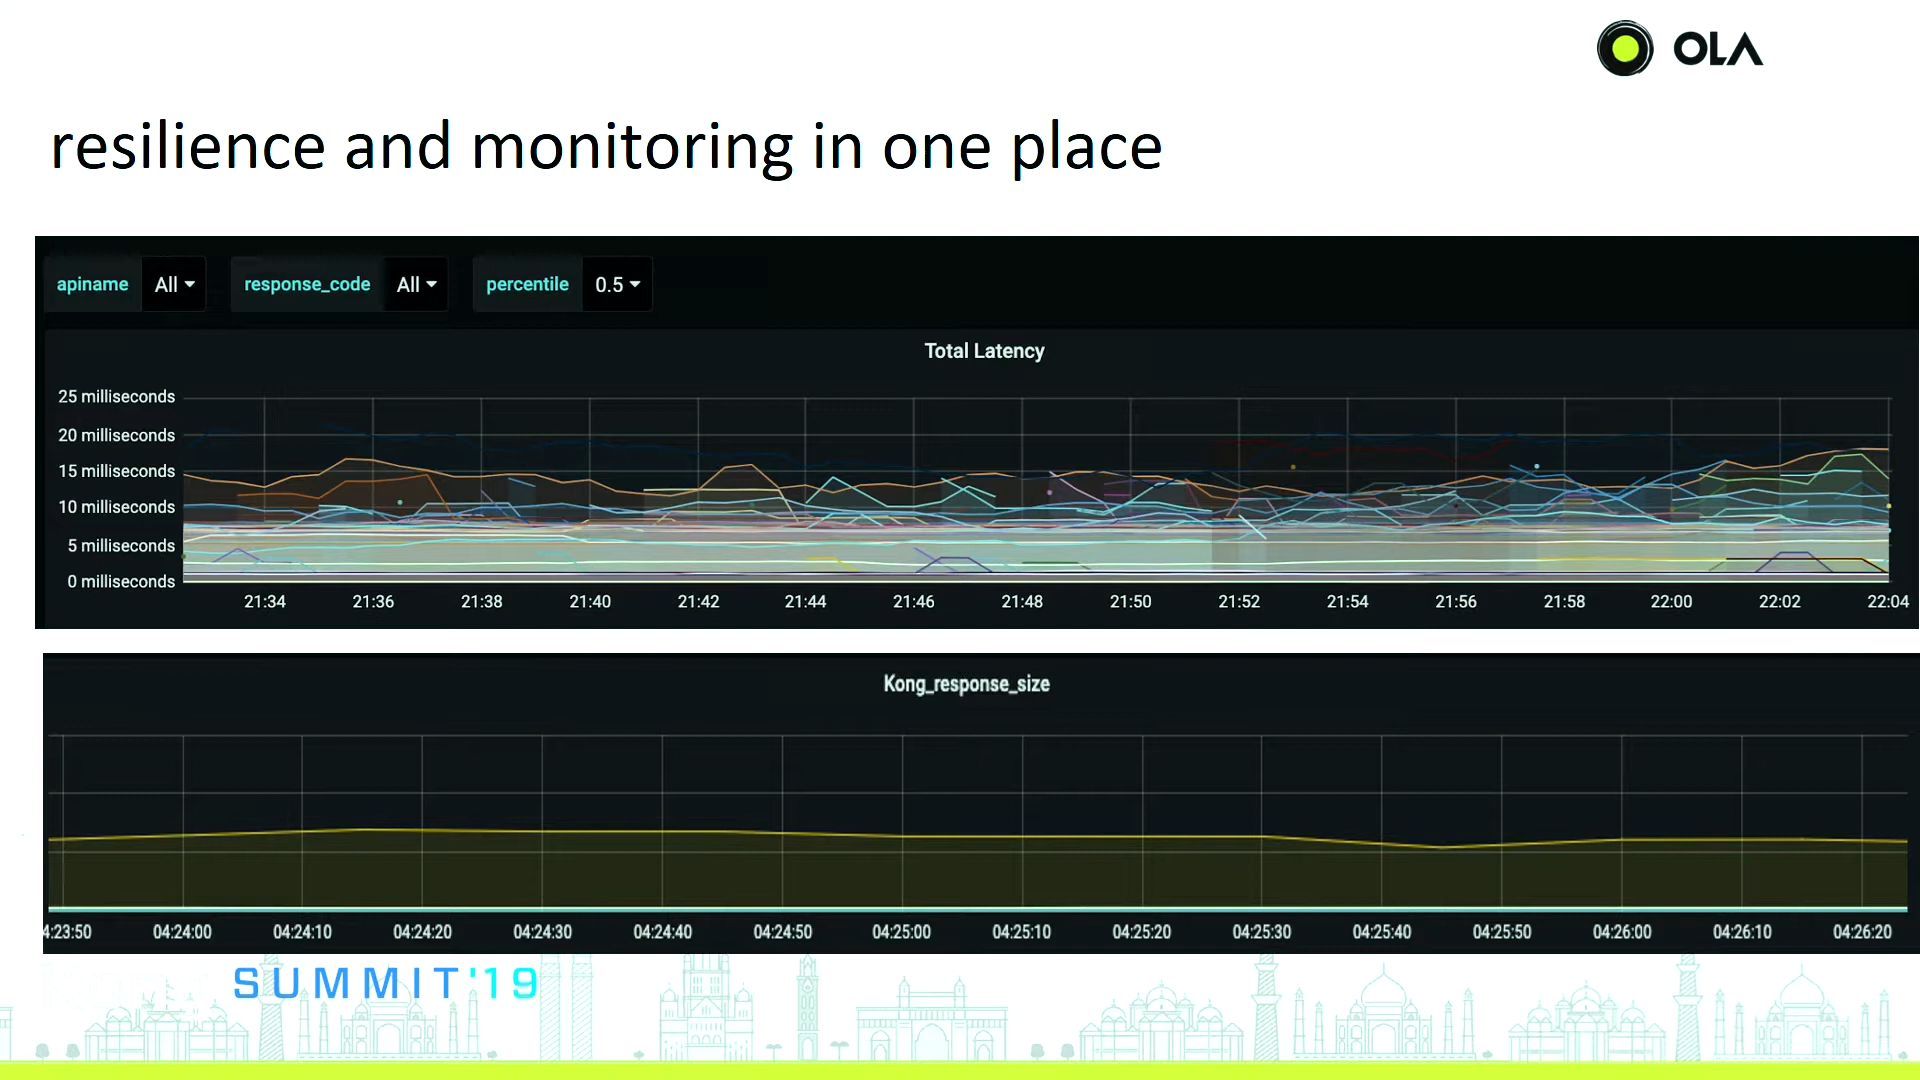 OLA
resilience and monitoring in one place
apiname All response_code All percentile 0.5
Total Latency
25 milliseconds
20 milliseconds
15 milliseconds
10 milliseconds
5 milliseconds
0 milliseconds
21:34 21:36 21:38 21:40 21:42 21:44 21:46 21:48 21:50 21:52 21:54 21:56 21:58 22:00 22:02 22:04
Kong_response_size
4:23:50 04:24:00 04:24:10 04:24:20 04:24:30 04:24:40 04:24:50 04:25:00 04:25:10 04:25:20 04:25:30 04:25:40 04:25:50 04:26:00 04:26:10 04:26:20
SUMMIT'19